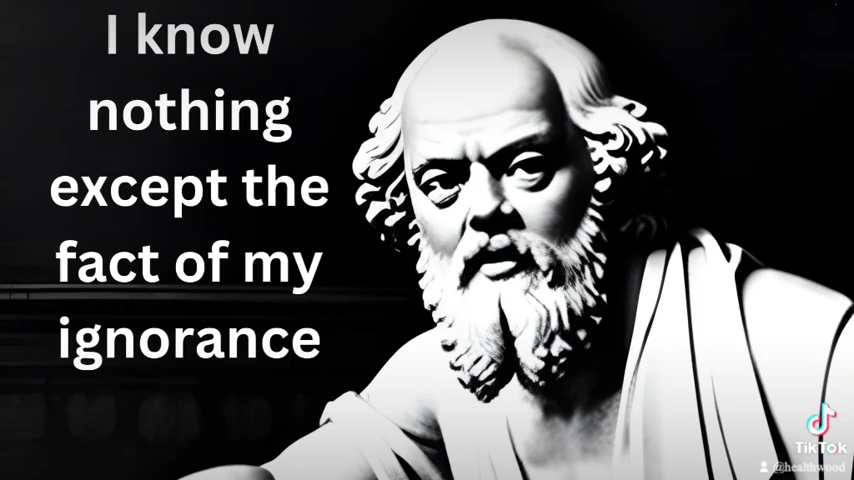 I know
nothing
except the
fact of my
ignorance
TikTok
@healthwood